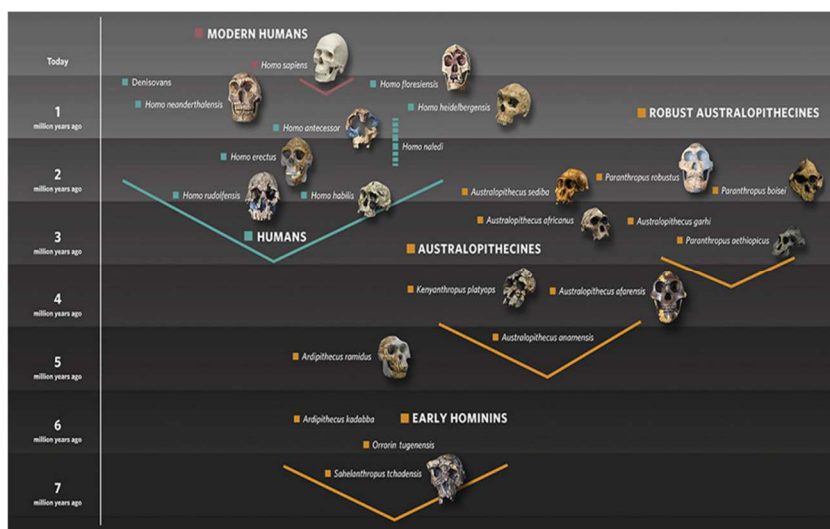 MODERN HUMANS
Today
Homo sapiens
Denisovans
Homo floresiensis
Homo neanderthalensis
Homo heidelbergensis
1
million years ago
ROBUST AUSTRALOPITHECINES
Homo antecessor
Homo naledi
Homo erectus
2
million years ago
Paranthropus robustus
Australopithecus sediba
Paranthropus boisei
Homo rudolfensis
Homo habilis
Australopithecus africanus
Australopithecus garhi
3
million years ago
HUMANS
Paranthropus aethiopicus
AUSTRALOPITHECINES
Kenyanthropus platyops
Australopithecus afarensis
4
million years ago
Australopithecus anamensis
Ardipithecus ramidus
5
million years ago
Ardipithecus kadabba
EARLY HOMININS
6
million years ago
Orrorin tugenensis
Sahelanthropus tchadensis
7
million years ago